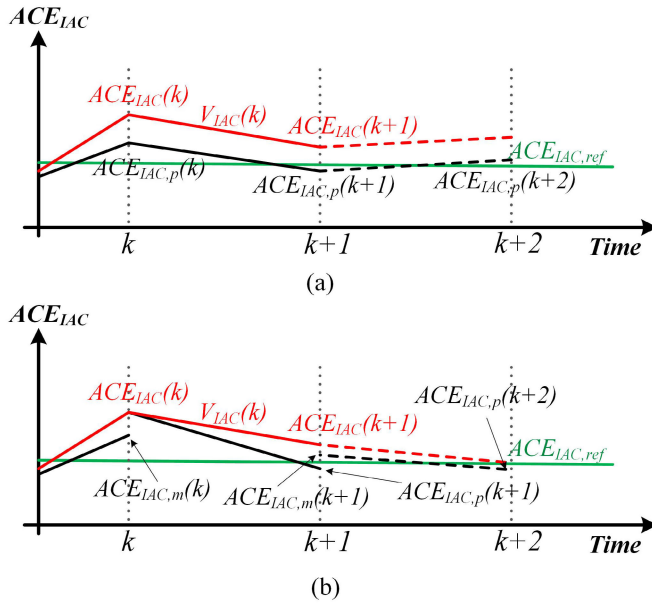 ACE_IAC
ACE_IAC(k)
V_IAC(k)
ACE_IAC(k+1)
ACE_IAC,ref
ACE_IAC,p(k)
ACE_IAC,p(k+1)
ACE_IAC,p(k+2)
k
k+1
k+2
Time
(a)
ACE_IAC
ACE_IAC(k)
V_IAC(k)
ACE_IAC(k+1)
ACE_IAC,p(k+2)
ACE_IAC,ref
ACE_IAC,m(k)
ACE_IAC,m(k+1)
ACE_IAC,p(k+1)
k
k+1
k+2
Time
(b)